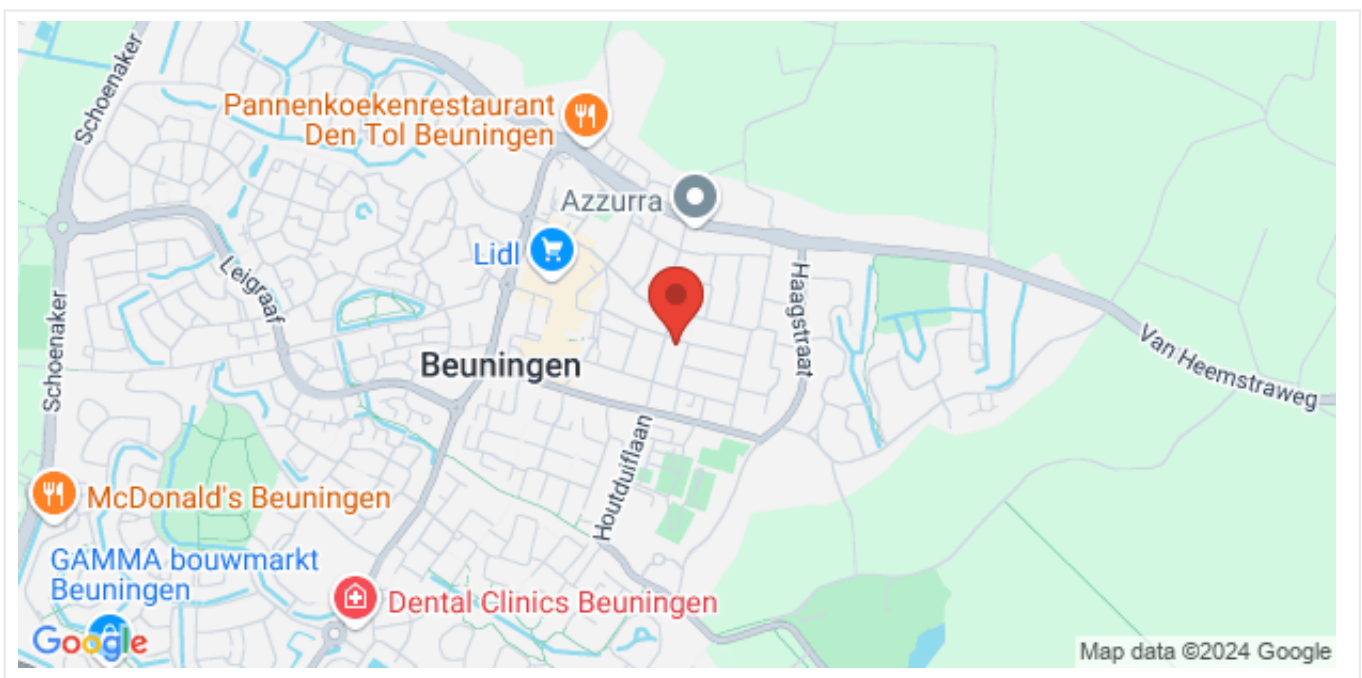 Schoenaker
Pannenkoekenrestaurant
Den Tol Beuningen
Azzurra
Lidl
Leigraaf
Haagstraat
Schoenaker
Van Heemstraweg
Beuningen
Houtduiflaan
McDonald's Beuningen
GAMMA bouwmarkt
Beuningen
Dental Clinics Beuningen
Google
Map data ©2024 Google